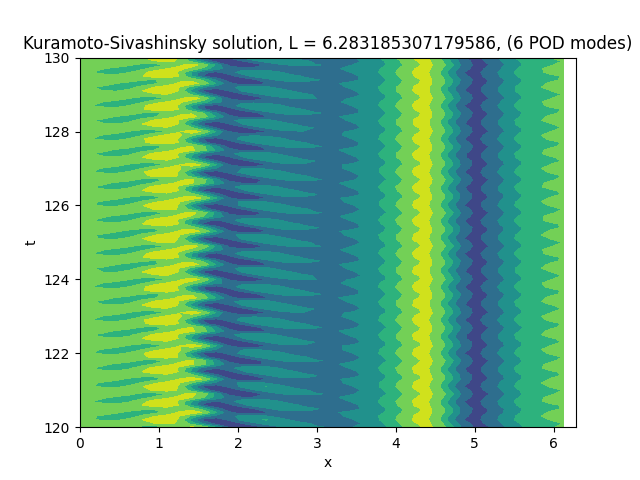 Kuramoto-Sivashinsky solution, L = 6.283185307179586, (6 POD modes)
130
128
126
124
122
120
t
0 1 2 3 4 5 6
x